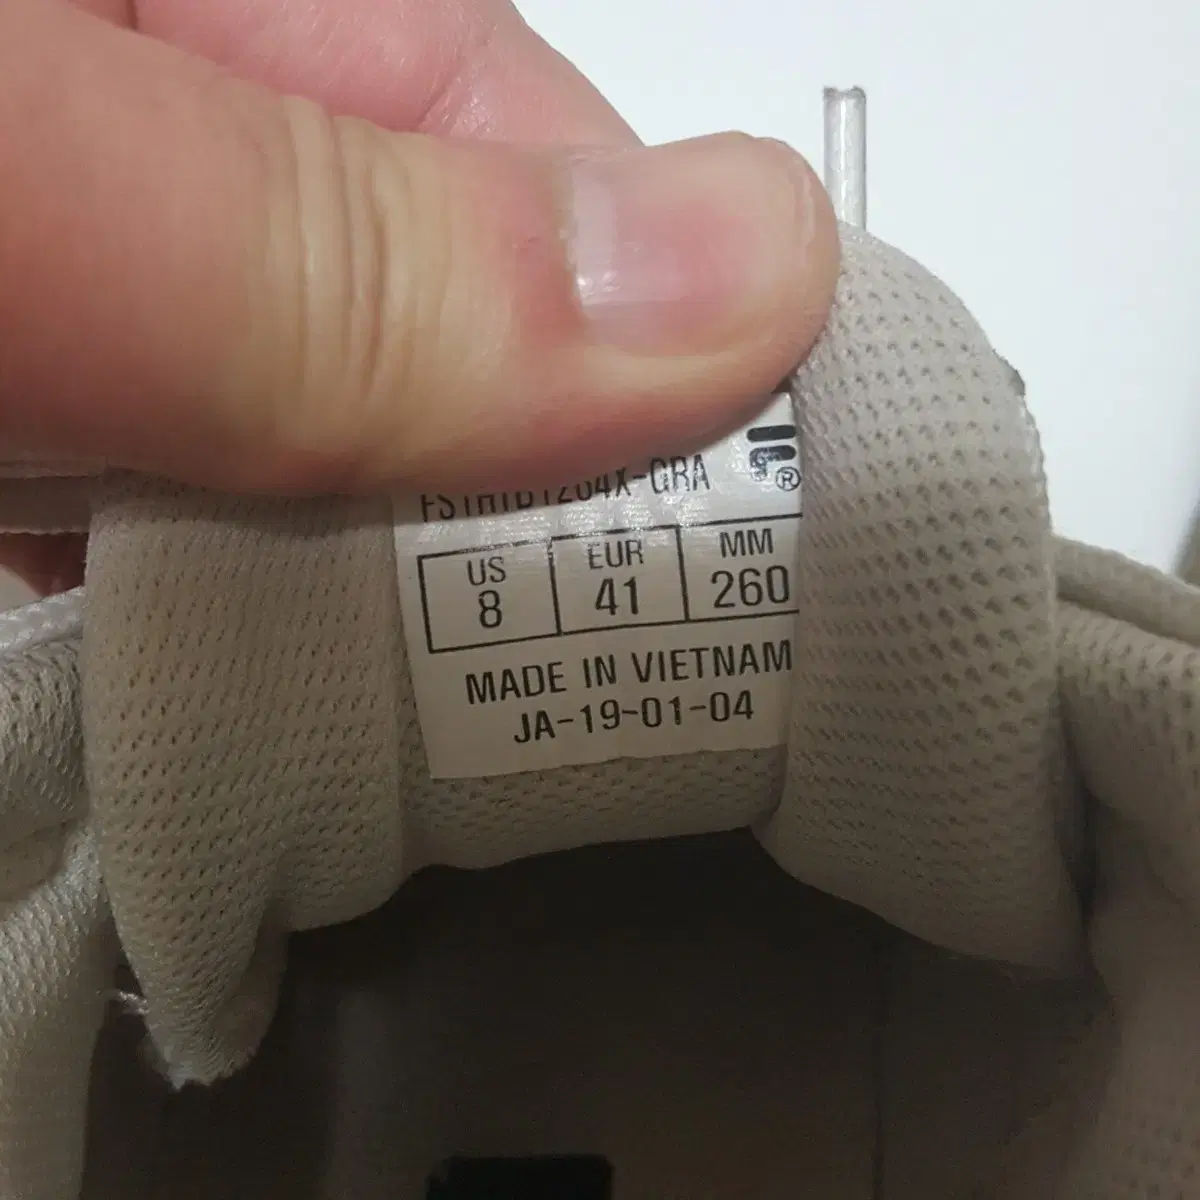 F®
US EUR MM
8 41 260
MADE IN VIETNAM
JA-19-01-04